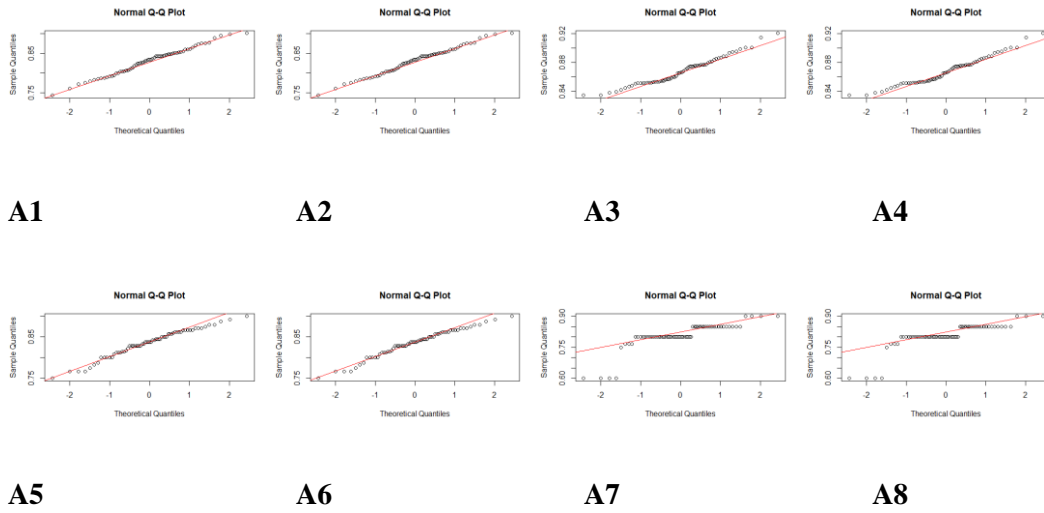 Normal Q-Q Plot Normal Q-Q Plot Normal Q-Q Plot Normal Q-Q Plot
Sample Quantiles Sample Quantiles Sample Quantiles Sample Quantiles
0.75 0.85 0.75 0.85 0.84 0.88 0.92 0.84 0.88 0.92
-2 -1 0 1 2 -2 -1 0 1 2 -2 -1 0 1 2 -2 -1 0 1 2
Theoretical Quantiles Theoretical Quantiles Theoretical Quantiles Theoretical Quantiles
A1 A2 A3 A4
Normal Q-Q Plot Normal Q-Q Plot Normal Q-Q Plot Normal Q-Q Plot
Sample Quantiles Sample Quantiles Sample Quantiles Sample Quantiles
0.75 0.85 0.75 0.85 0.60 0.75 0.90 0.60 0.75 0.90
-2 -1 0 1 2 -2 -1 0 1 2 -2 -1 0 1 2 -2 -1 0 1 2
Theoretical Quantiles Theoretical Quantiles Theoretical Quantiles Theoretical Quantiles
A5 A6 A7 A8